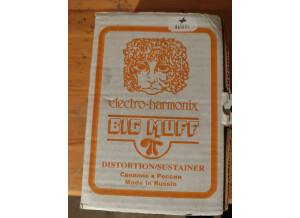 electro-harmonix
BIG MUFF
π
DISTORTION/SUSTAINER
Сделано в России
Made in Russia